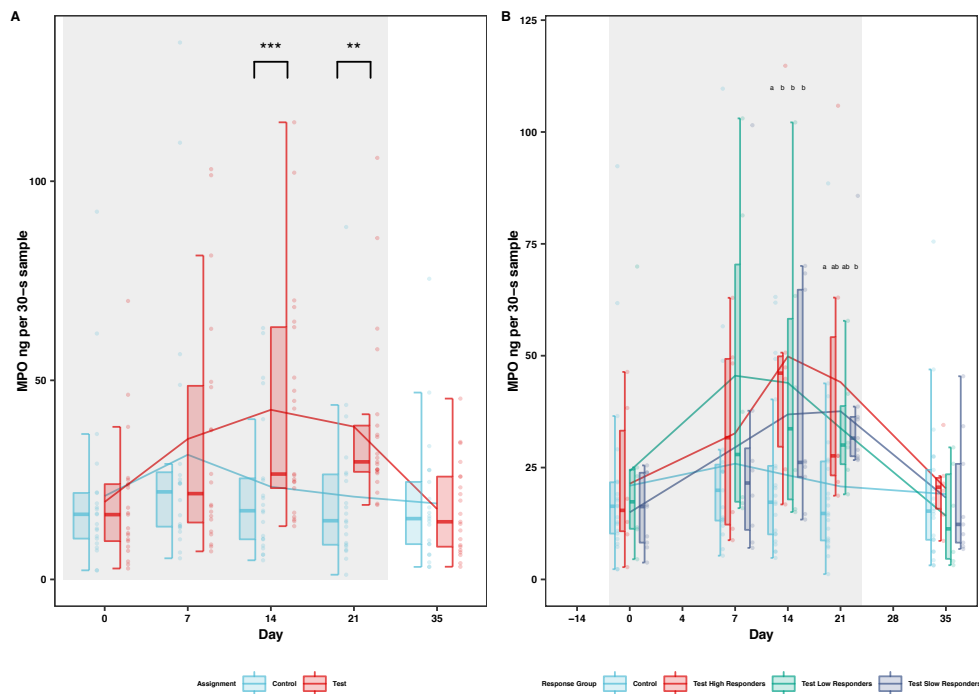 A
MPO ng per 30−s sample
100
50
0
***
**
0 7 14 21 35
Day
Assignment Control Test
B
MPO ng per 30−s sample
125
100
75
50
25
0
a b b b
a ab ab b
−14 0 4 7 14 21 28 35
Day
Response Group Control Test High Responders Test Low Responders Test Slow Responders